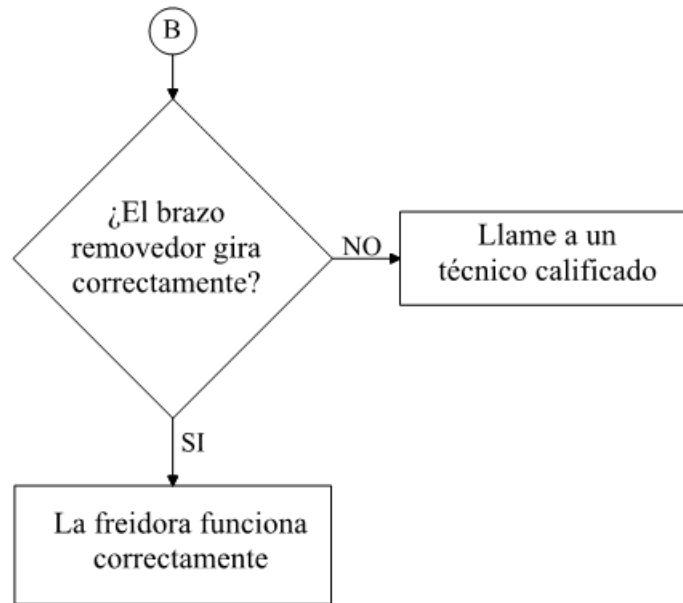 B
¿El brazo
removedor gira
correctamente?
NO
Llame a un
técnico calificado
SI
La freidora funciona
correctamente